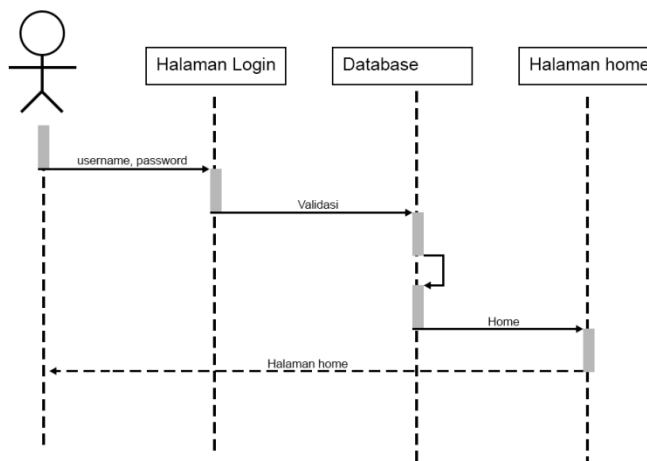 Halaman Login
Database
Halaman home
username, password
Validasi
Home
Halaman home